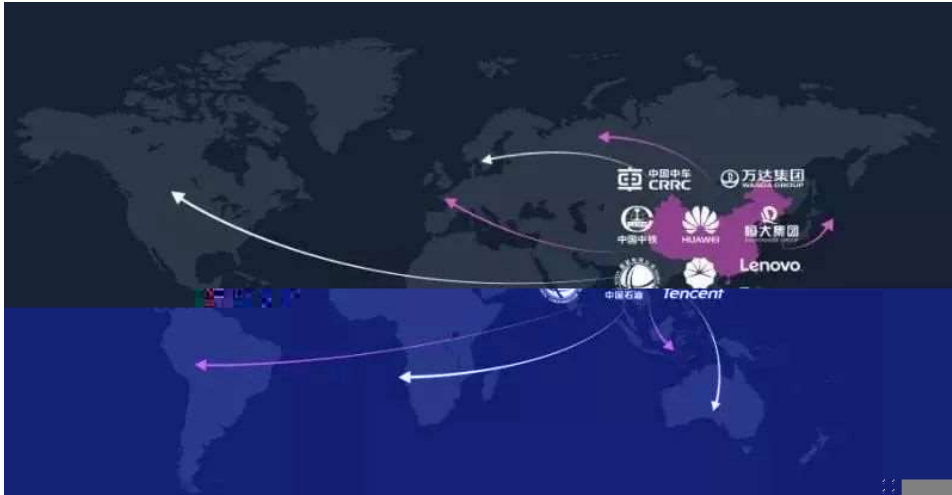 中国中车
CRRC
万达集团
WANDA GROUP
中国中铁
HUAWEI
恒大集团
Lenovo
中国石油
Tencent